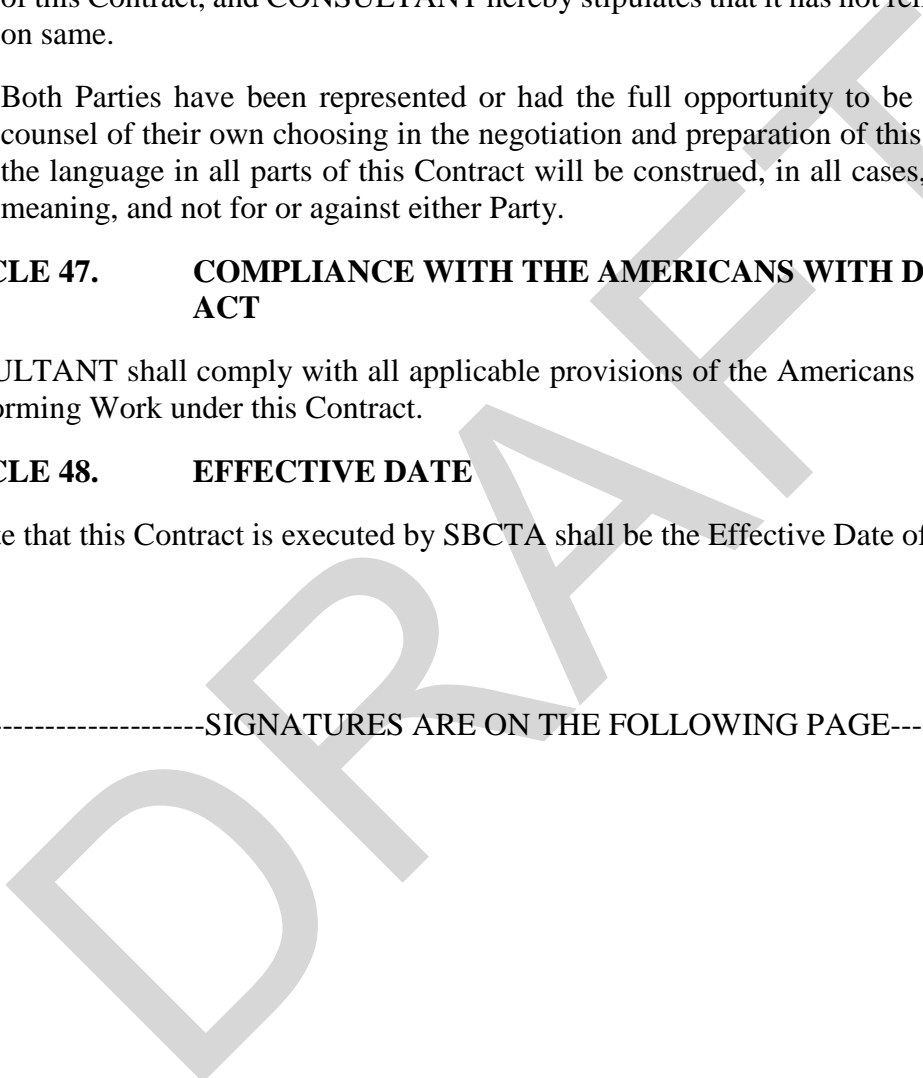 of this Contract, and CONSULTANT hereby stipulates that it has not
on same.
Both Parties have been represented or had the full opportunity to be
counsel of their own choosing in the negotiation and preparation of this
the language in all parts of this Contract will be construed, in all cases,
meaning, and not for or against either Party.
CLE 47. COMPLIANCE WITH THE AMERICANS WITH D
ACT
ULTANT shall comply with all applicable provisions of the Americans
orming Work under this Contract.
CLE 48. EFFECTIVE DATE
te that this Contract is executed by SBCTA shall be the Effective Date of
-------------------SIGNATURES ARE ON THE FOLLOWING PAGE---
DRAFT